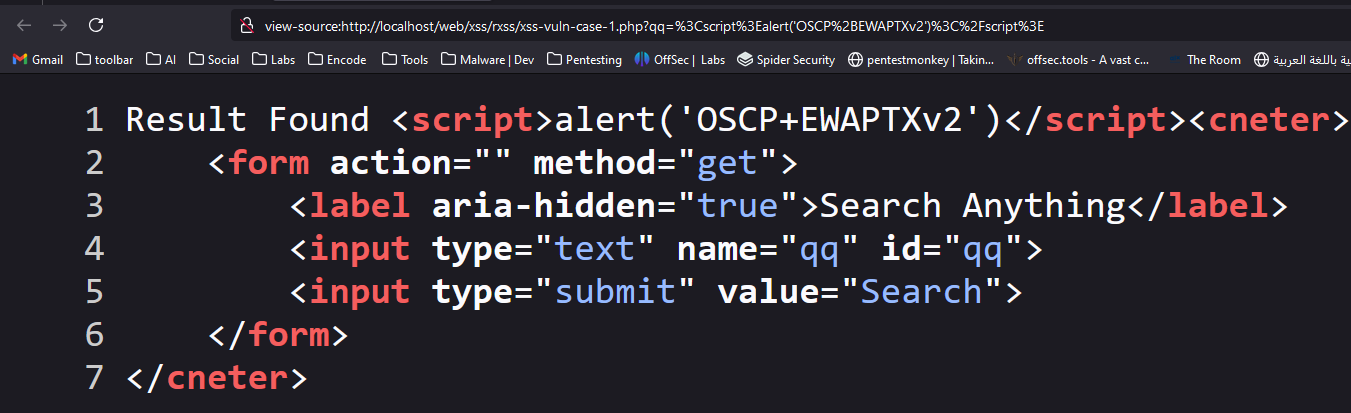 view-source:http://localhost/web/xss/rxss/xss-vuln-case-1.php?qq=%3Cscript%3Ealert('OSCP%2BEWAPTXv2')%3C%2Fscript%3E
Gmail toolbar AI Social Labs Encode Tools Malware | Dev Pentesting OffSec | Labs Spider Security pentestmonkey | Takin... offsec.tools - A vast c... The Room ية باللغة العربية
1 Result Found <script>alert('OSCP+EWAPTXv2')</script><cneter>
2 <form action="" method="get">
3 <label aria-hidden="true">Search Anything</label>
4 <input type="text" name="qq" id="qq">
5 <input type="submit" value="Search">
6 </form>
7 </cneter>